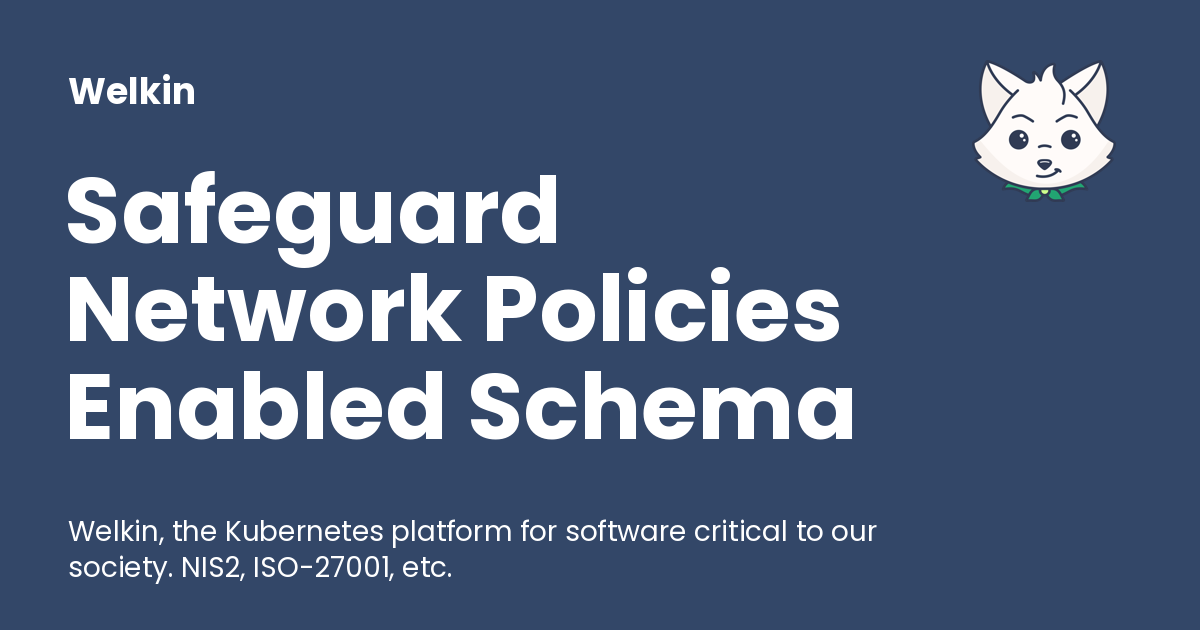 Welkin
Safeguard
Network Policies
Enabled Schema
Welkin, the Kubernetes platform for software critical to our
society. NIS2, ISO-27001, etc.